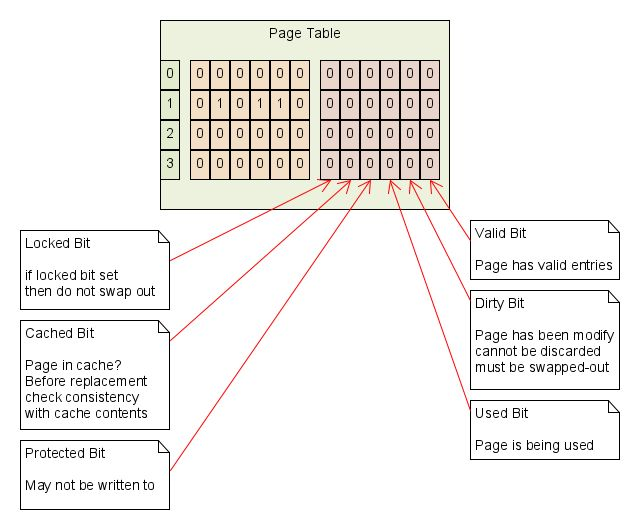 Page Table
0 0 0 0 0 0 0 0 0 0 0 0 0
1 0 1 0 1 1 0 0 0 0 0 0 0
2 0 0 0 0 0 0 0 0 0 0 0 0
3 0 0 0 0 0 0 0 0 0 0 0 0
Locked Bit
if locked bit set
then do not swap out
Cached Bit
Page in cache?
Before replacement
check consistency
with cache contents
Protected Bit
May not be written to
Valid Bit
Page has valid entries
Dirty Bit
Page has been modify
cannot be discarded
must be swapped-out
Used Bit
Page is being used